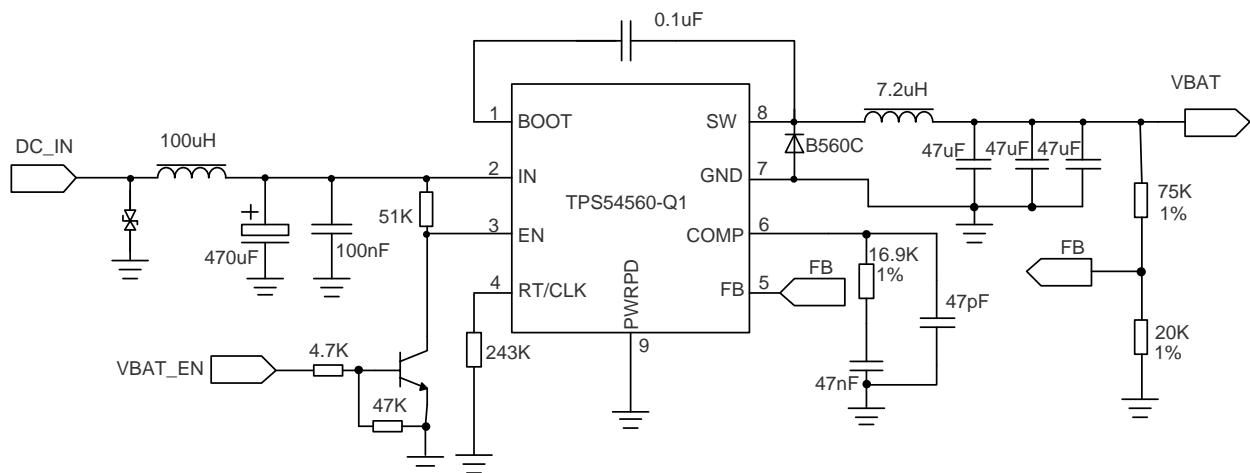 0.1uF
VBAT
7.2uH
1
BOOT
SW
8
DC_IN
100uH
B560C
47uF
47uF
47uF
2
IN
GND
7
TPS54560-Q1
75K
1%
51K
3
EN
COMP
6
+
470uF
100nF
16.9K
1%
FB
4
RT/CLK
FB
5
FB
47pF
PWRPD
9
243K
20K
1%
VBAT_EN
4.7K
47nF
47K